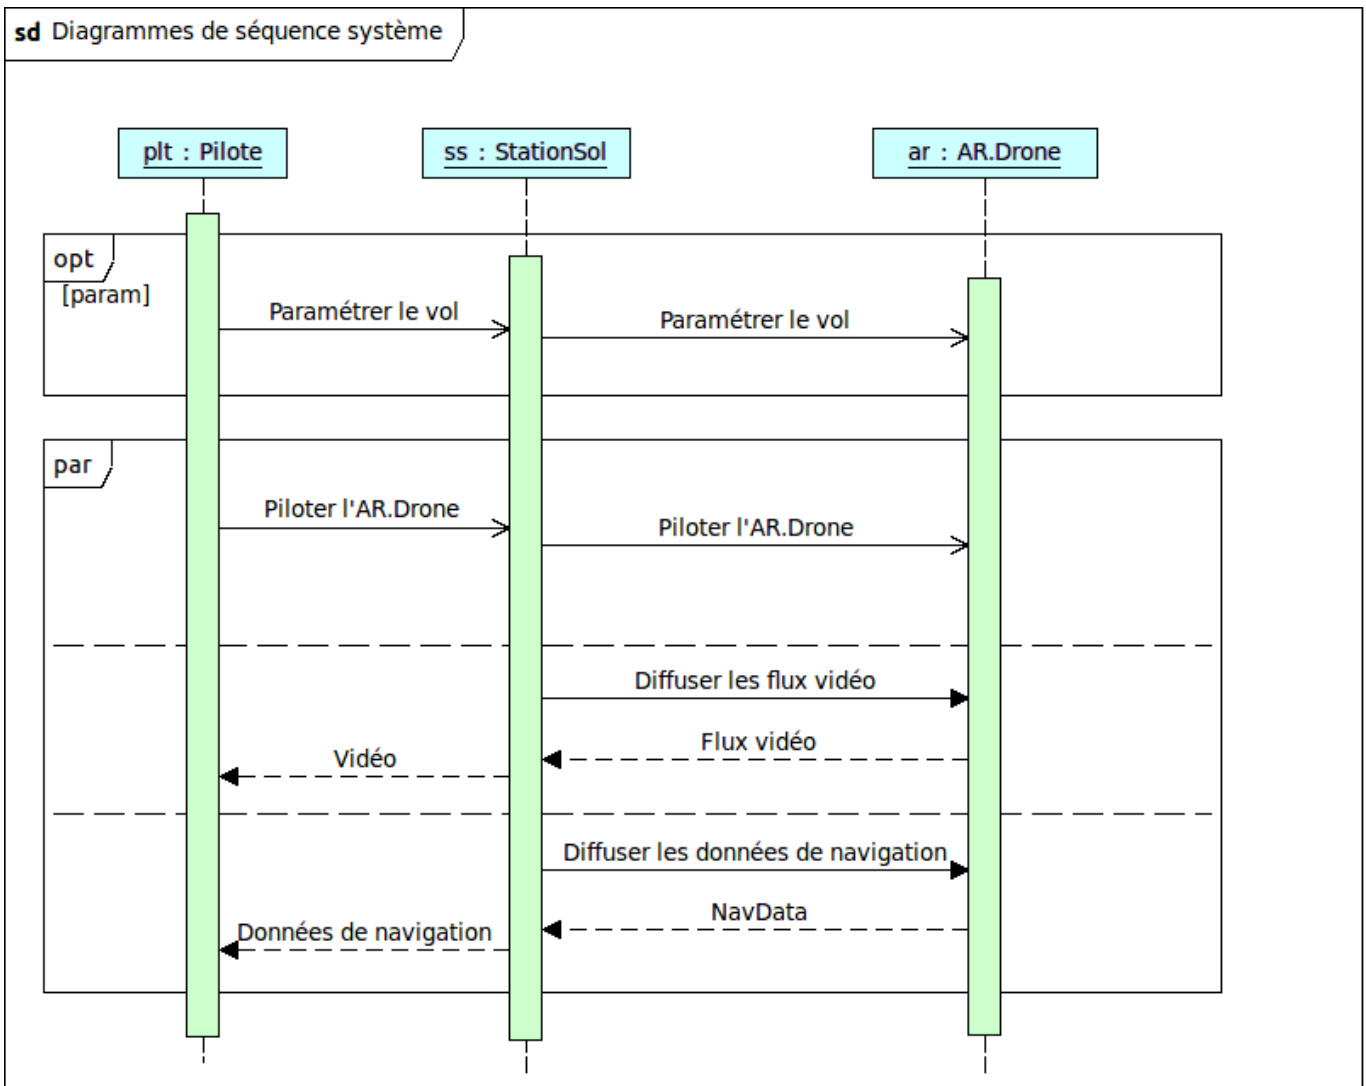 sd Diagrammes de séquence système
plt : Pilote
ss : StationSol
ar : AR.Drone
opt
[param]
Paramétrer le vol
Paramétrer le vol
par
Piloter l'AR.Drone
Piloter l'AR.Drone
Diffuser les flux vidéo
Flux vidéo
Vidéo
Diffuser les données de navigation
NavData
Données de navigation